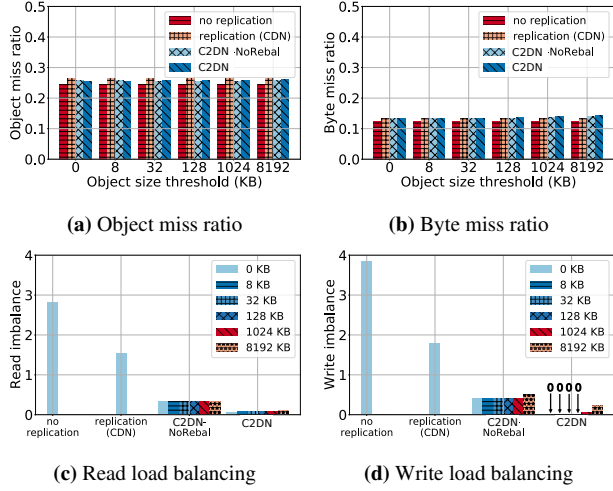 Object miss ratio
0.5
0.4
0.3
0.2
0.1
0.0
no replication
replication (CDN)
C2DN ·NoRebal
C2DN
0 8 32 128 1024 8192
Object size threshold (KB)
(a) Object miss ratio
Byte miss ratio
0.5
0.4
0.3
0.2
0.1
0.0
no replication
replication (CDN)
C2DN ·NoRebal
C2DN
0 8 32 128 1024 8192
Object size threshold (KB)
(b) Byte miss ratio
Read imbalance
4
3
2
1
0
0 KB
8 KB
32 KB
128 KB
1024 KB
8192 KB
no
replication
replication
(CDN)
C2DN-
NoRebal
C2DN
(c) Read load balancing
Write imbalance
4
3
2
1
0
0 KB
8 KB
32 KB
128 KB
1024 KB
8192 KB
0 0 0 0
no
replication
replication
(CDN)
C2DN·
NoRebal
C2DN
(d) Write load balancing